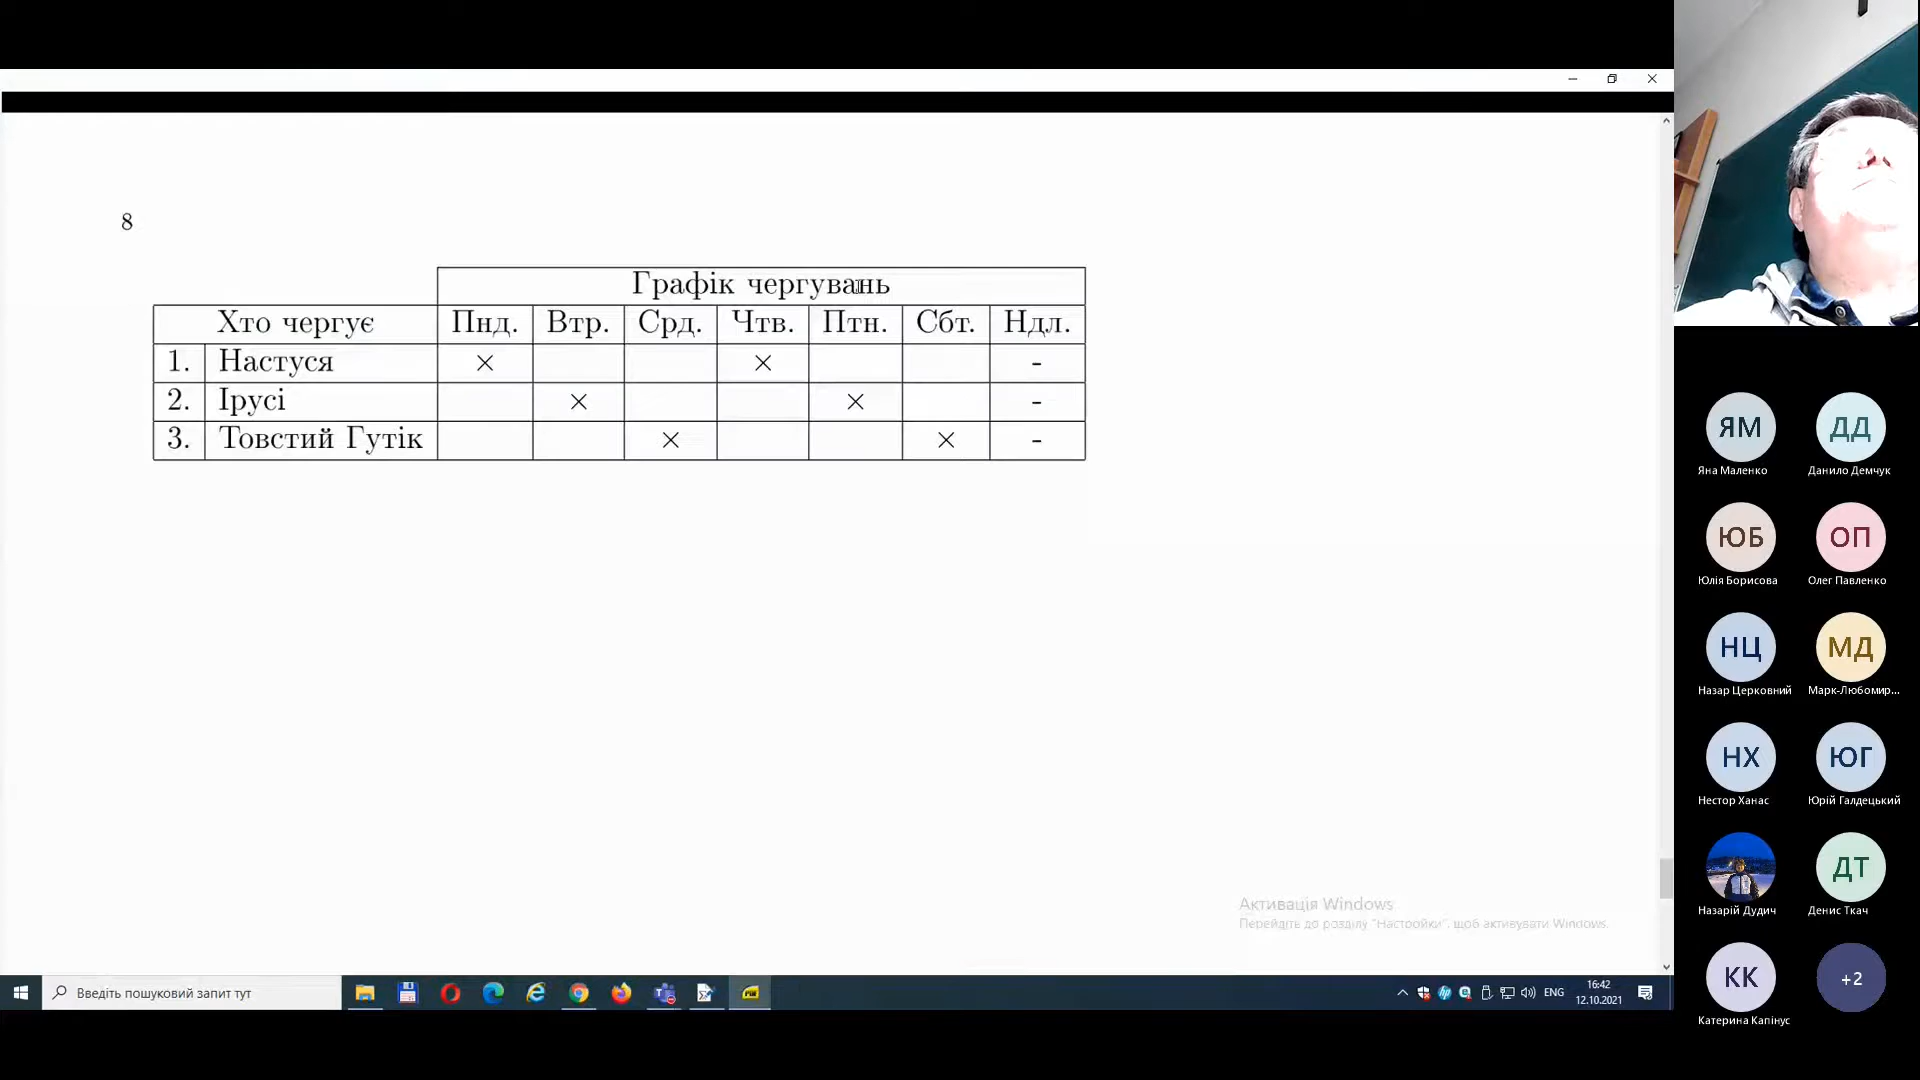 8
Графік чергувань
Хто чергує Пнд. Втр. Срд. Чтв. Птн. Сбт. Ндл.
1. Настуся × × -
2. Ірусі × × -
3. Товстий Гутік × × -
Активація Windows
Перейдіть до розділу "Настройки", щоб активувати Windows.
Введіть пошуковий запит тут
ENG
16:42
12.10.2021
ЯМ ДД
Яна Маленко Данило Демчук
ЮБ ОП
Юлія Борисова Олег Павленко
НЦ МД
Назар Церковний Марк-Любомир...
НХ ЮГ
Нестор Ханас Юрій Галдецький
ДТ
Назарій Дудич Денис Ткач
КК +2
Катерина Капінус